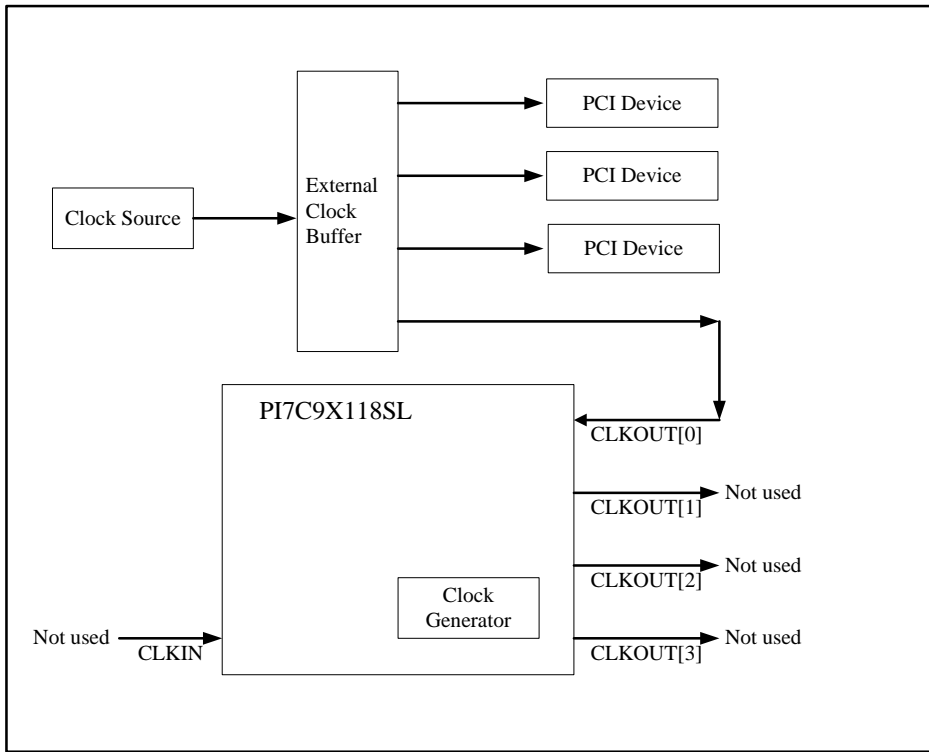 PCI Device
PCI Device
PCI Device
Clock Source
External
Clock
Buffer
PI7C9X118SL
CLKOUT[0]
CLKOUT[1]
Not used
CLKOUT[2]
Not used
Clock
Generator
Not used
CLKIN
CLKOUT[3]
Not used